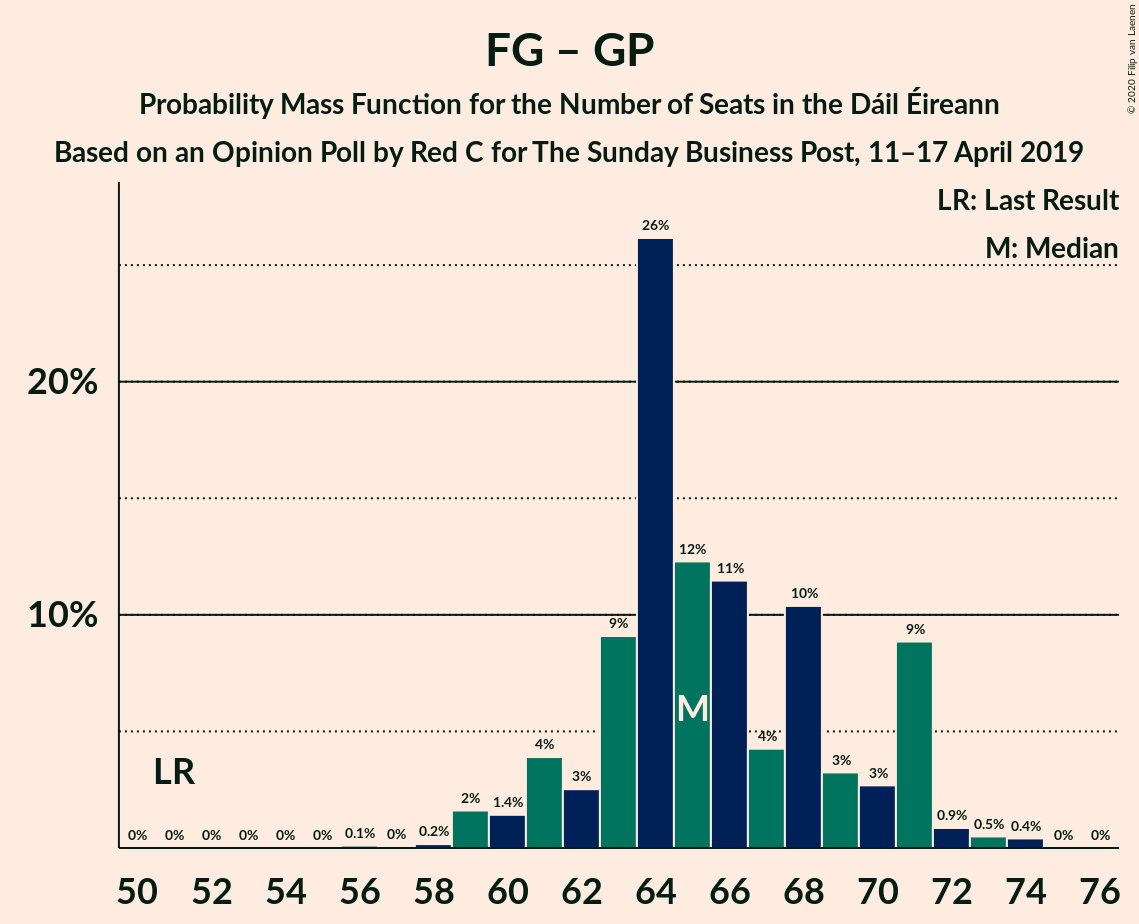 FG – GP
Probability Mass Function for the Number of Seats in the Dáil Éireann
Based on an Opinion Poll by Red C for The Sunday Business Post, 11–17 April 2019
© 2020 Filip van Laenen
LR: Last Result
M: Median
20%
10%
LR
M
0% 0% 0% 0% 0% 0% 0.1% 0% 0.2% 2% 1.4% 4% 3% 9% 26% 12% 11% 4% 10% 3% 3% 9% 0.9% 0.5% 0.4% 0% 0%
50 52 54 56 58 60 62 64 66 68 70 72 74 76